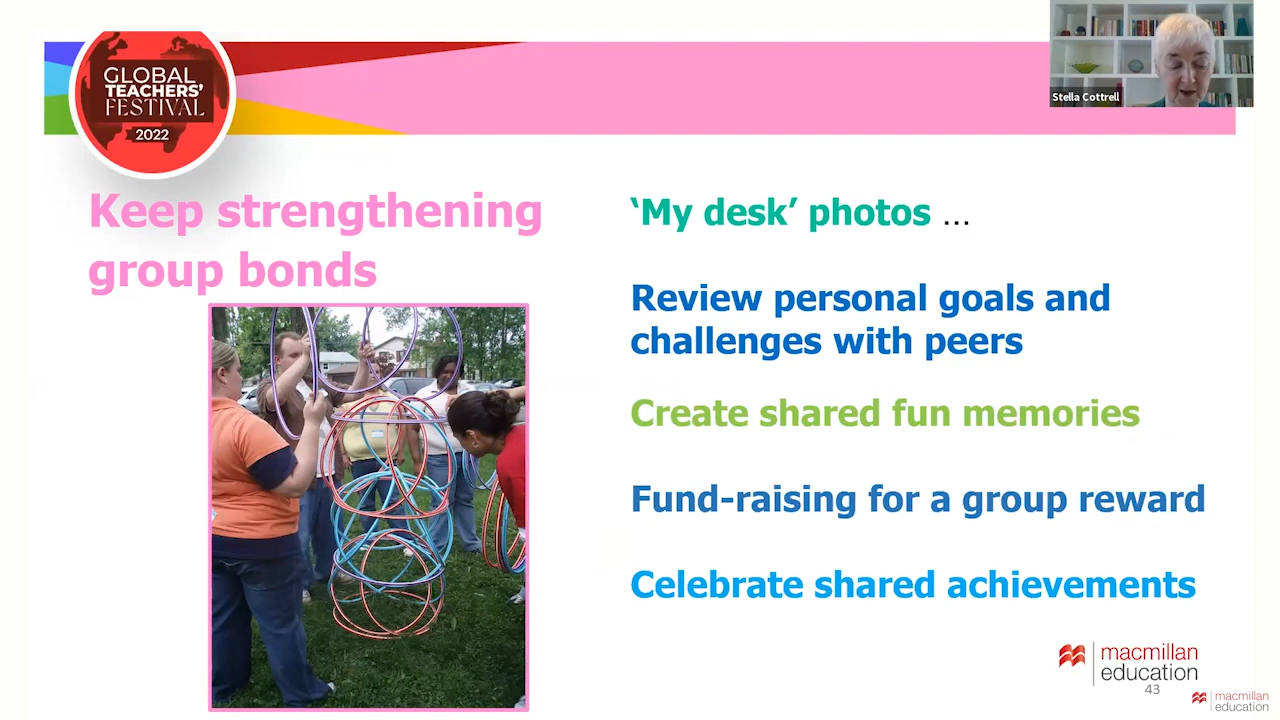 GLOBAL
TEACHERS'
FESTIVAL
2022
Stella Cottrell
Keep strengthening
group bonds
‘My desk’ photos ...
Review personal goals and
challenges with peers
Create shared fun memories
Fund-raising for a group reward
Celebrate shared achievements
macmillan
education
43
macmillan
education